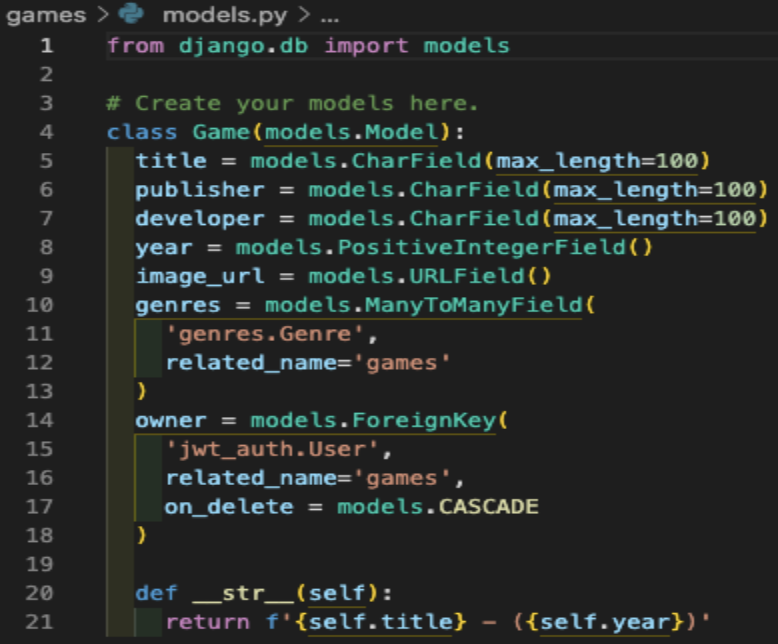 games > models.py > ...
1 from django.db import models
2
3 # Create your models here.
4 class Game(models.Model):
5 title = models.CharField(max_length=100)
6 publisher = models.CharField(max_length=100)
7 developer = models.CharField(max_length=100)
8 year = models.PositiveIntegerField()
9 image_url = models.URLField()
10 genres = models.ManyToManyField(
11 'genres.Genre',
12 related_name='games'
13 )
14 owner = models.ForeignKey(
15 'jwt_auth.User',
16 related_name='games',
17 on_delete = models.CASCADE
18 )
19
20 def __str__(self):
21 return f'{self.title} - ({self.year})'